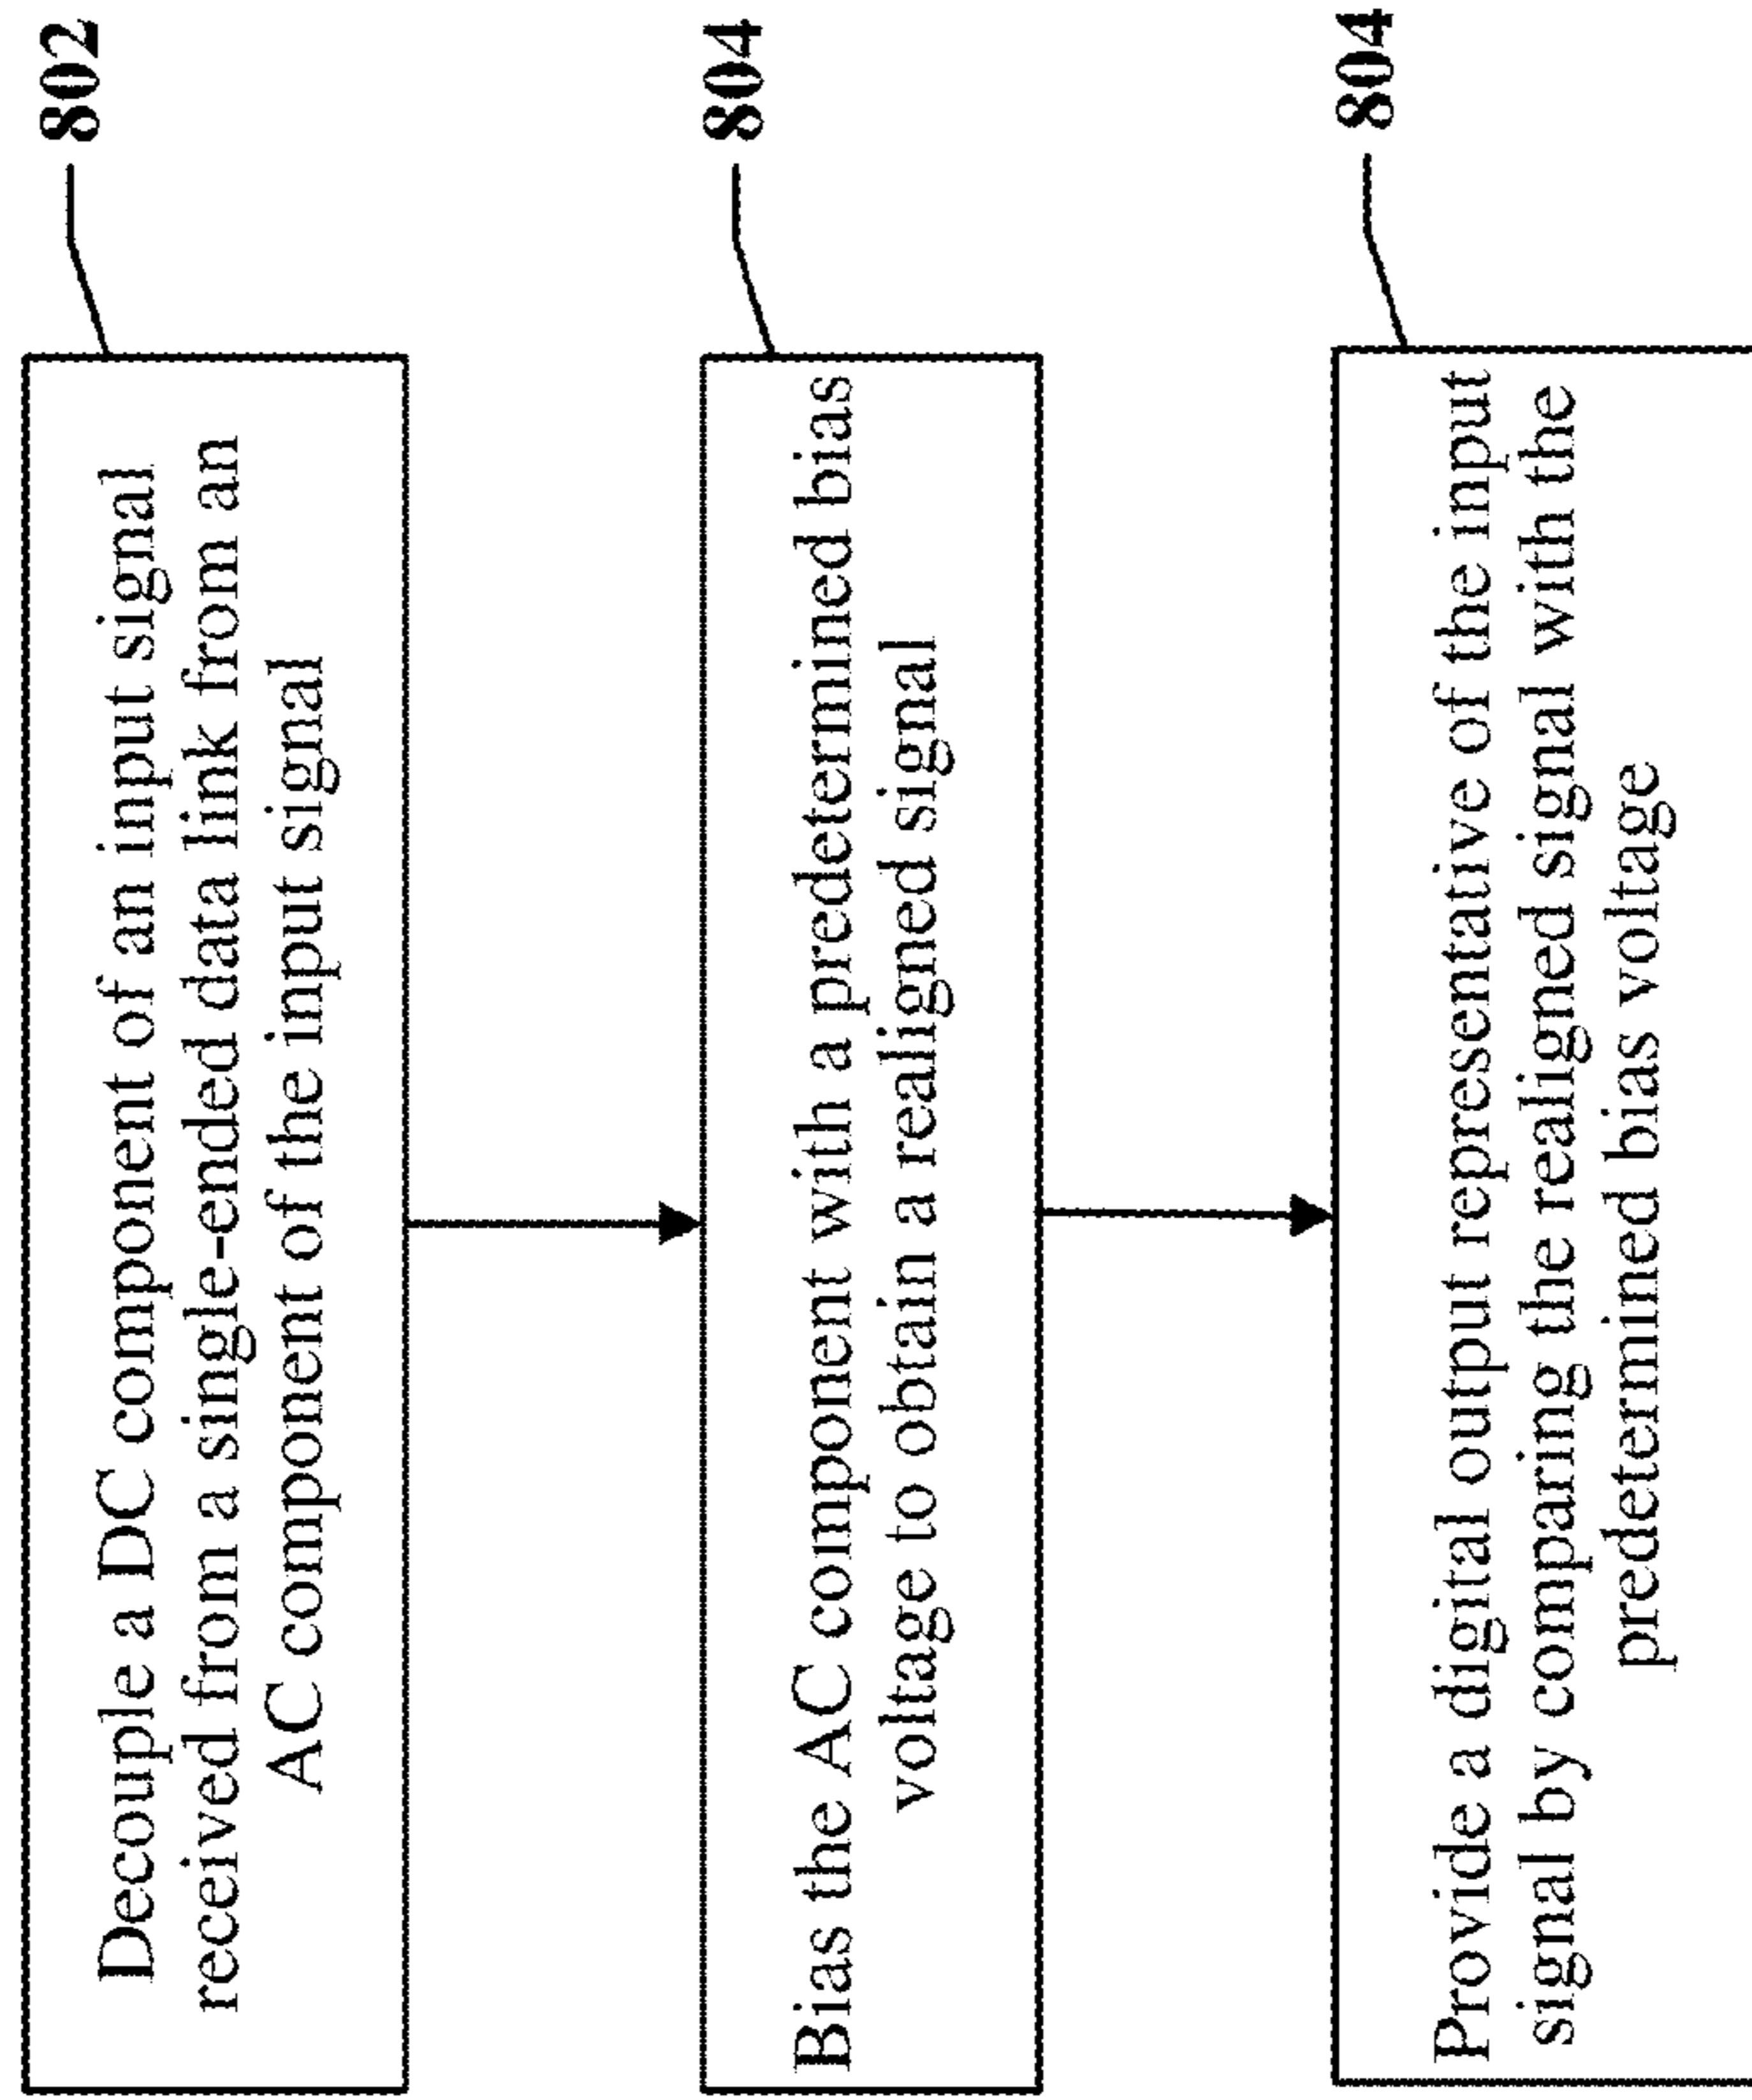 802
Decouple a DC component of an input signal
received from a single-ended data link from an
AC component of the input signal
804
Bias the AC component with a predetermined bias
voltage to obtain a realigned signal
804
Provide a digital output representative of the input
signal by comparing the realigned signal with the
predetermined bias voltage